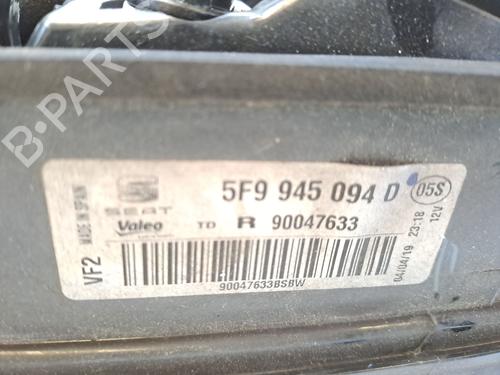 B-PARTS
MADE IN SPAIN
SEAT
5F9 945 094 D
05S
VF2
Valeo
TD R 90047633
12V
04/04/19 23:18
90047633BSBW